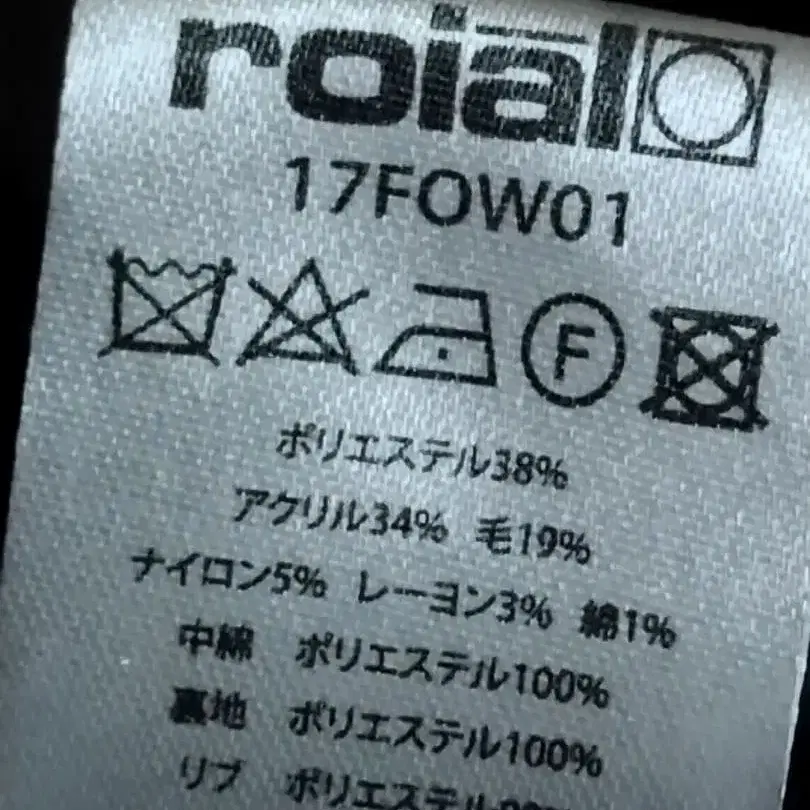 roial
17FOW01
F
ポリエステル38%
アクリル34% 毛19%
ナイロン5% レーヨン3% 綿1%
中綿 ポリエステル100%
裏地 ポリエステル100%
リブ ポリエステル